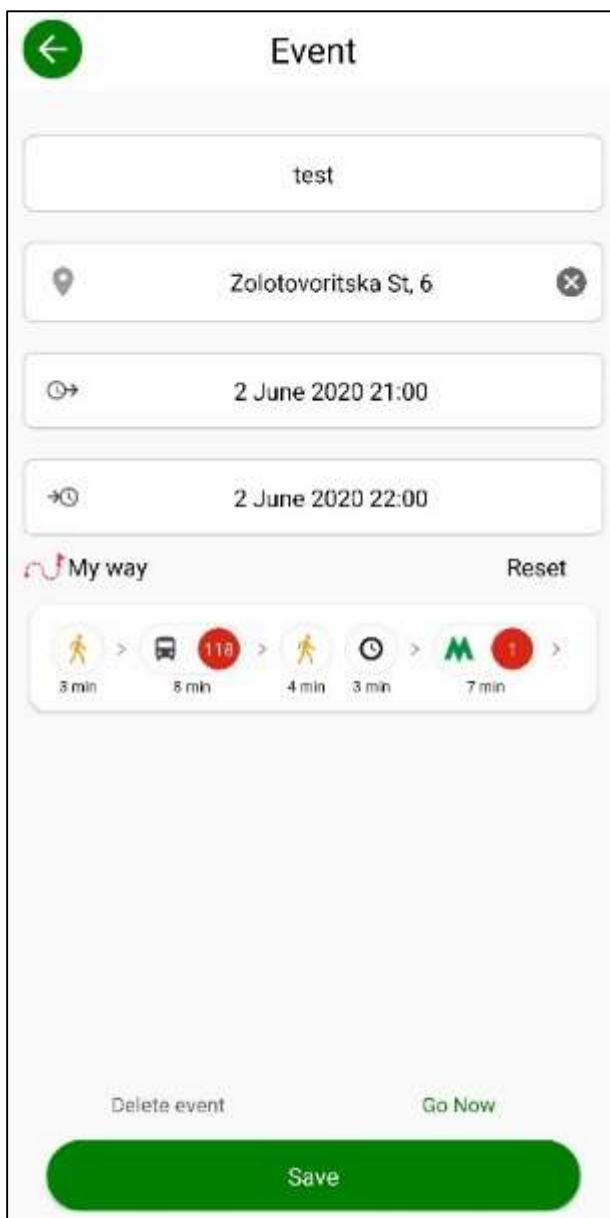 Event
test
Zolotovoritska St, 6
2 June 2020 21:00
2 June 2020 22:00
My way Reset
> 118 > > M 1 >
3 min 8 min 4 min 3 min 7 min
Delete event Go Now
Save